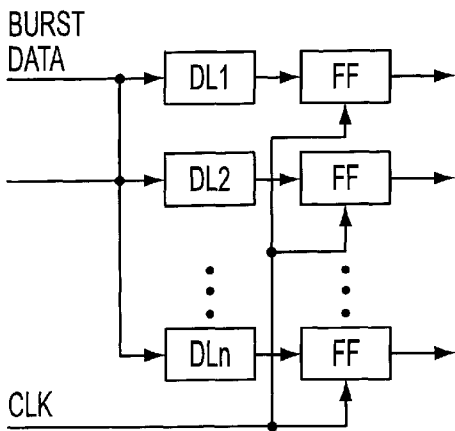 BURST
DATA
DL1
FF
DL2
FF
DLn
FF
CLK